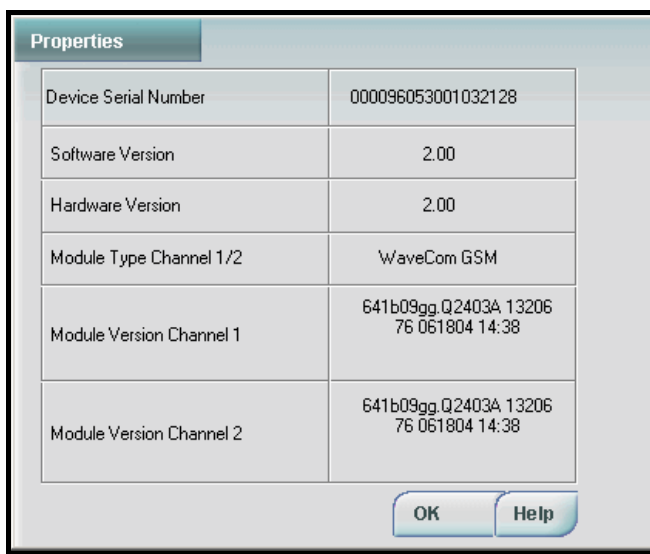 Properties
Device Serial Number 000096053001032128
Software Version 2.00
Hardware Version 2.00
Module Type Channel 1/2 WaveCom GSM
Module Version Channel 1 641b09gg.Q2403A 13206
76 061804 14:38
Module Version Channel 2 641b09gg.Q2403A 13206
76 061804 14:38
OK Help